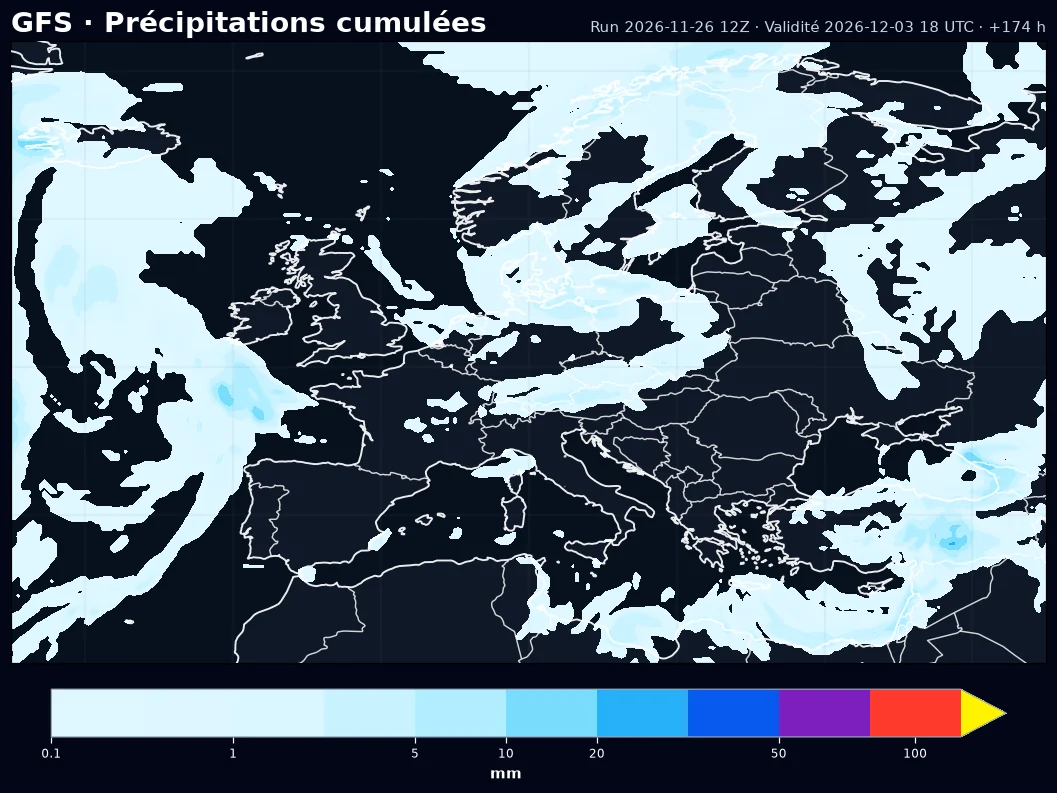 GFS · Précipitations cumulées
Run 2026-11-26 12Z · Validité 2026-12-03 18 UTC · +174 h
0.1 1 5 10 20 50 100
mm